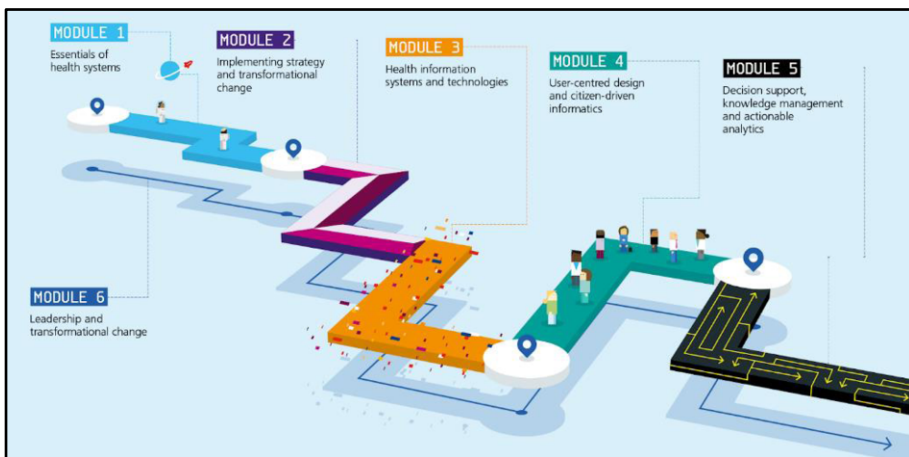 MODULE 1
Essentials of
health systems
MODULE 2
Implementing strategy
and transformational
change
MODULE 3
Health information
systems and technologies
MODULE 4
User-centred design
and citizen-driven
informatics
MODULE 5
Decision support,
knowledge management
and actionable
analytics
MODULE 6
Leadership and
transformational change